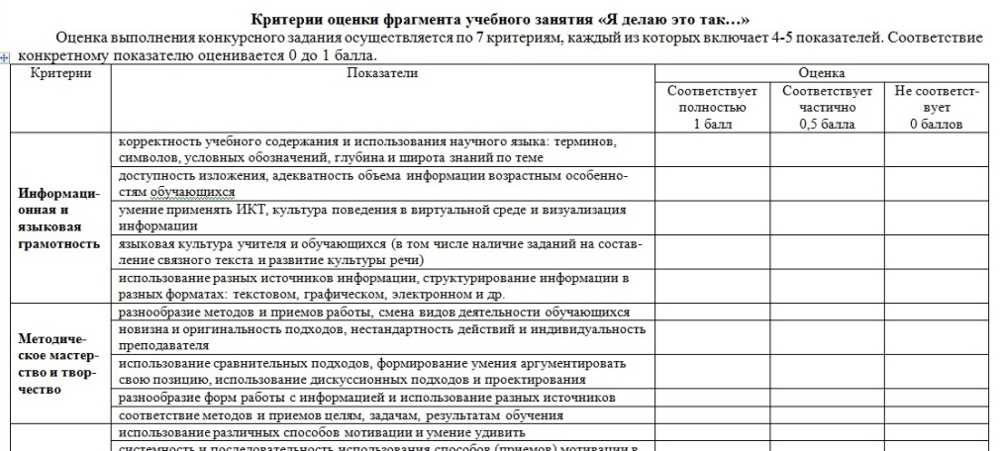 Критерии оценки фрагмента учебного занятия «Я делаю это так…»
Оценка выполнения конкурсного задания осуществляется по 7 критериям, каждый из которых включает 4-5 показателей. Соответствие
конкретному показателю оценивается 0 до 1 балла.
Критерии
Показатели
Оценка
Соответствует
полностью
1 балл
Соответствует
частично
0,5 балла
Не соответст-
вует
0 баллов
Информаци-
онная и
языковая
грамотность
корректность учебного содержания и использования научного языка: терминов,
символов, условных обозначений, глубина и широта знаний по теме
доступность изложения, адекватность объема информации возрастным особенно-
стям обучающихся
умение применять ИКТ, культура поведения в виртуальной среде и визуализация
информации
языковая культура учителя и обучающихся (в том числе наличие заданий на состав-
ление связного текста и развитие культуры речи)
использование разных источников информации, структурирование информации в
разных форматах: текстовом, графическом, электронном и др.
Методиче-
ское мастер-
ство и твор-
чество
разнообразие методов и приемов работы, смена видов деятельности обучающихся
новизна и оригинальность подходов, нестандартность действий и индивидуальность
преподавателя
использование сравнительных подходов, формирование умения аргументировать
свою позицию, использование дискуссионных подходов и проектирования
разнообразие форм работы с информацией и использование разных источников
соответствие методов и приемов целям, задачам, результатам обучения
использование различных способов мотивации и умение удивить
системность и последовательность использования способов (приемов) мотивации в